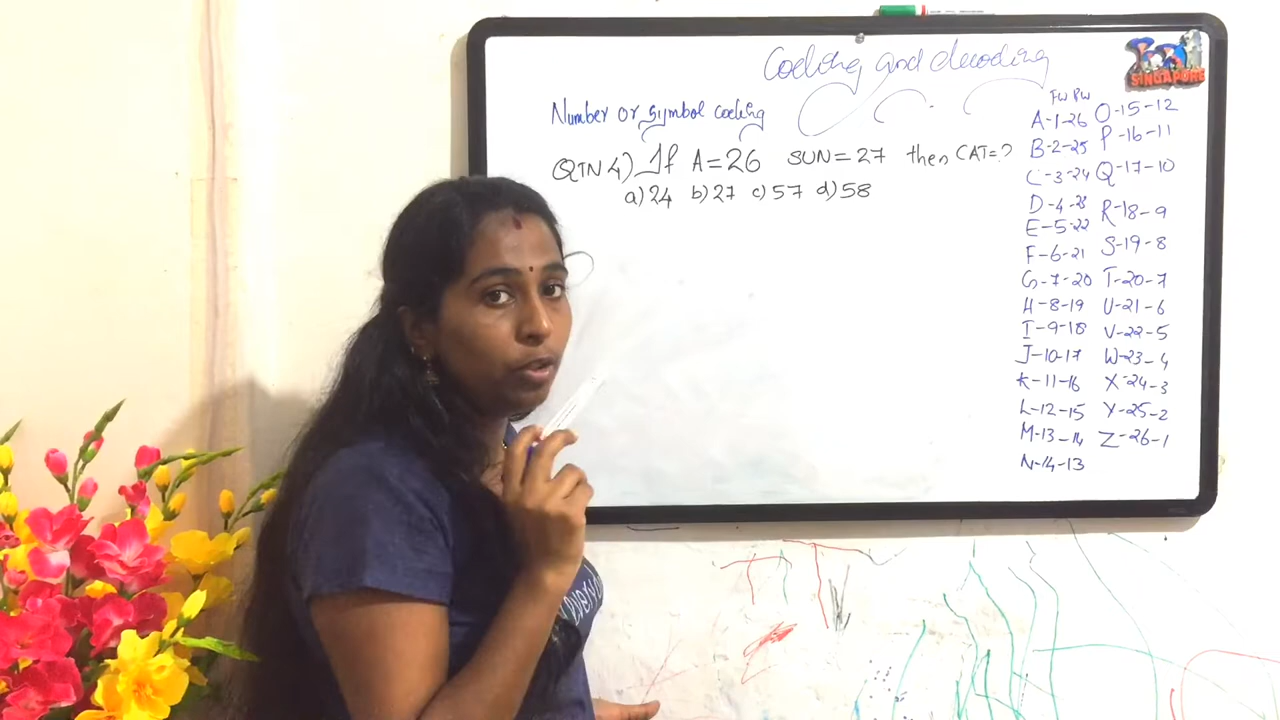 Coding and decoding
SINGAPORE
Number or symbol coding
QTN 4) If A=26 SUN=27 then CAT=?
a) 24 b) 27 c) 57 d) 58
FW BW
A-1-26
B-2-25
C-3-24
D-4-23
E-5-22
F-6-21
G-7-20
H-8-19
I-9-18
J-10-17
K-11-16
L-12-15
M-13-14
N-14-13
O-15-12
P-16-11
Q-17-10
R-18-9
S-19-8
T-20-7
U-21-6
V-22-5
W-23-4
X-24-3
Y-25-2
Z-26-1